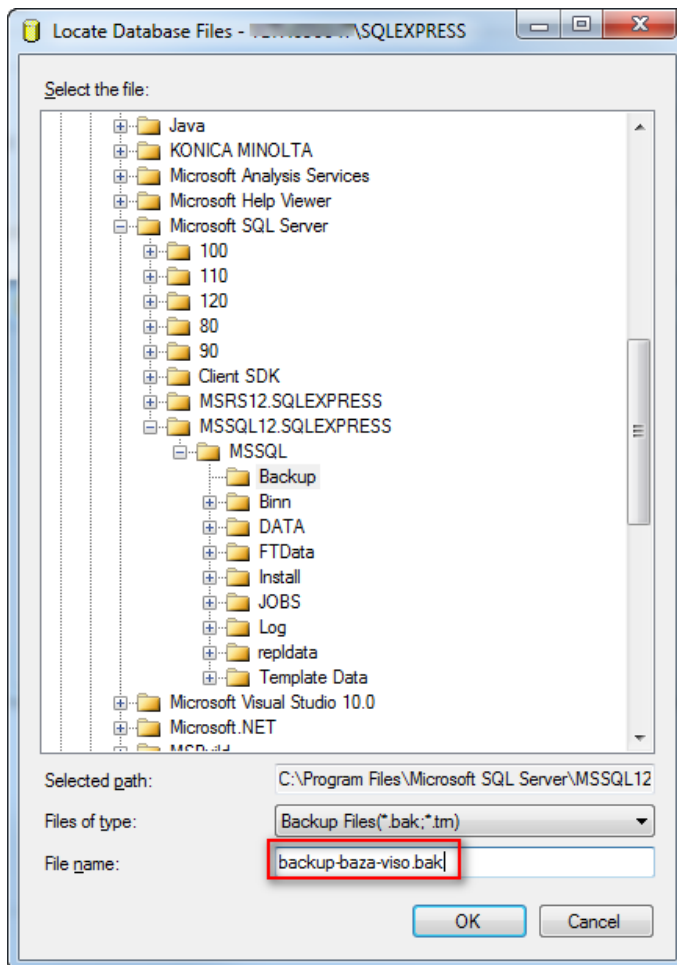 Locate Database Files - \SQLEXPRESS
Select the file:
Java
KONICA MINOLTA
Microsoft Analysis Services
Microsoft Help Viewer
Microsoft SQL Server
100
110
120
80
90
Client SDK
MSRS12.SQLEXPRESS
MSSQL12.SQLEXPRESS
MSSQL
Backup
Binn
DATA
FTData
Install
JOBS
Log
repldata
Template Data
Microsoft Visual Studio 10.0
Microsoft.NET
MSBuild
Selected path: C:\Program Files\Microsoft SQL Server\MSSQL12
Files of type: Backup Files(*.bak;*.trn)
File name: backup-baza-viso.bak
OK Cancel